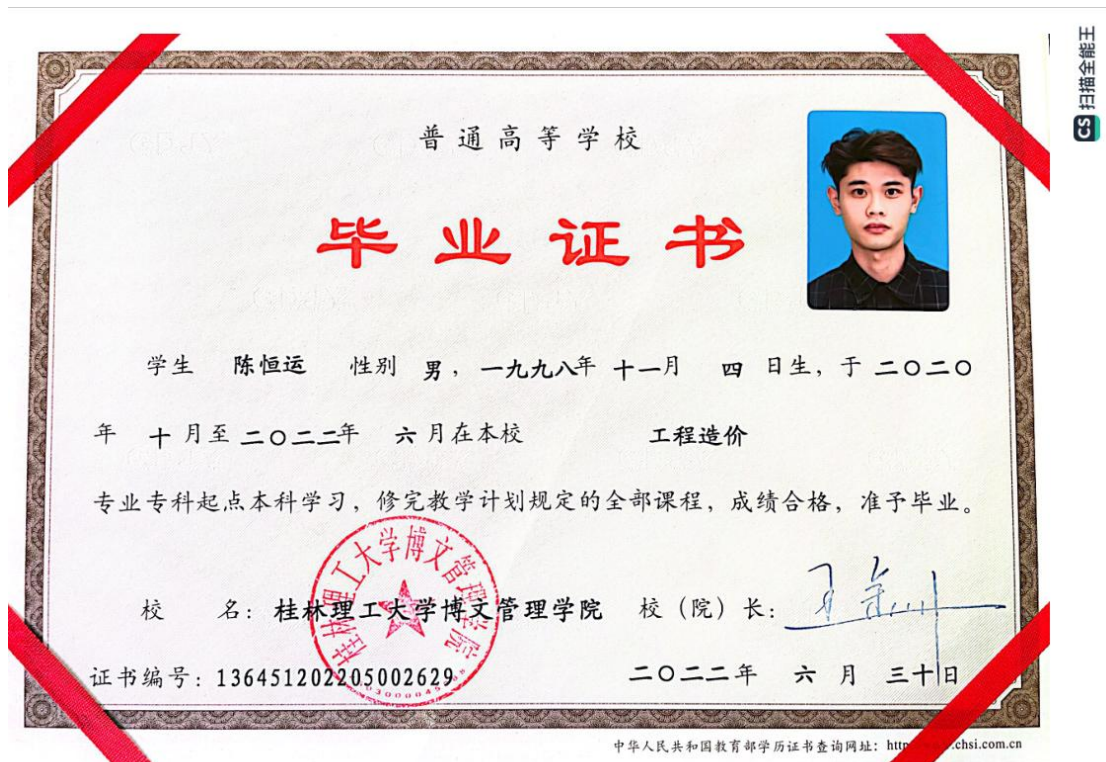 普通高等学校
毕业证书
学生 陈恒运 性别 男，一九九八年 十一月 四 日生，于 二〇二〇
年 十 月至 二〇二二年 六 月在本校 工程造价
专业专科起点本科学习，修完教学计划规定的全部课程，成绩合格，准予毕业。
校 名：桂林理工大学博文管理学院 校（院）长：
证书编号：136451202205002629 二〇二二年 六 月 三十日
桂林理工大学博文管理学院
中华人民共和国教育部学历证书查询网址：http .chsi.com.cn
CS 扫描全能王